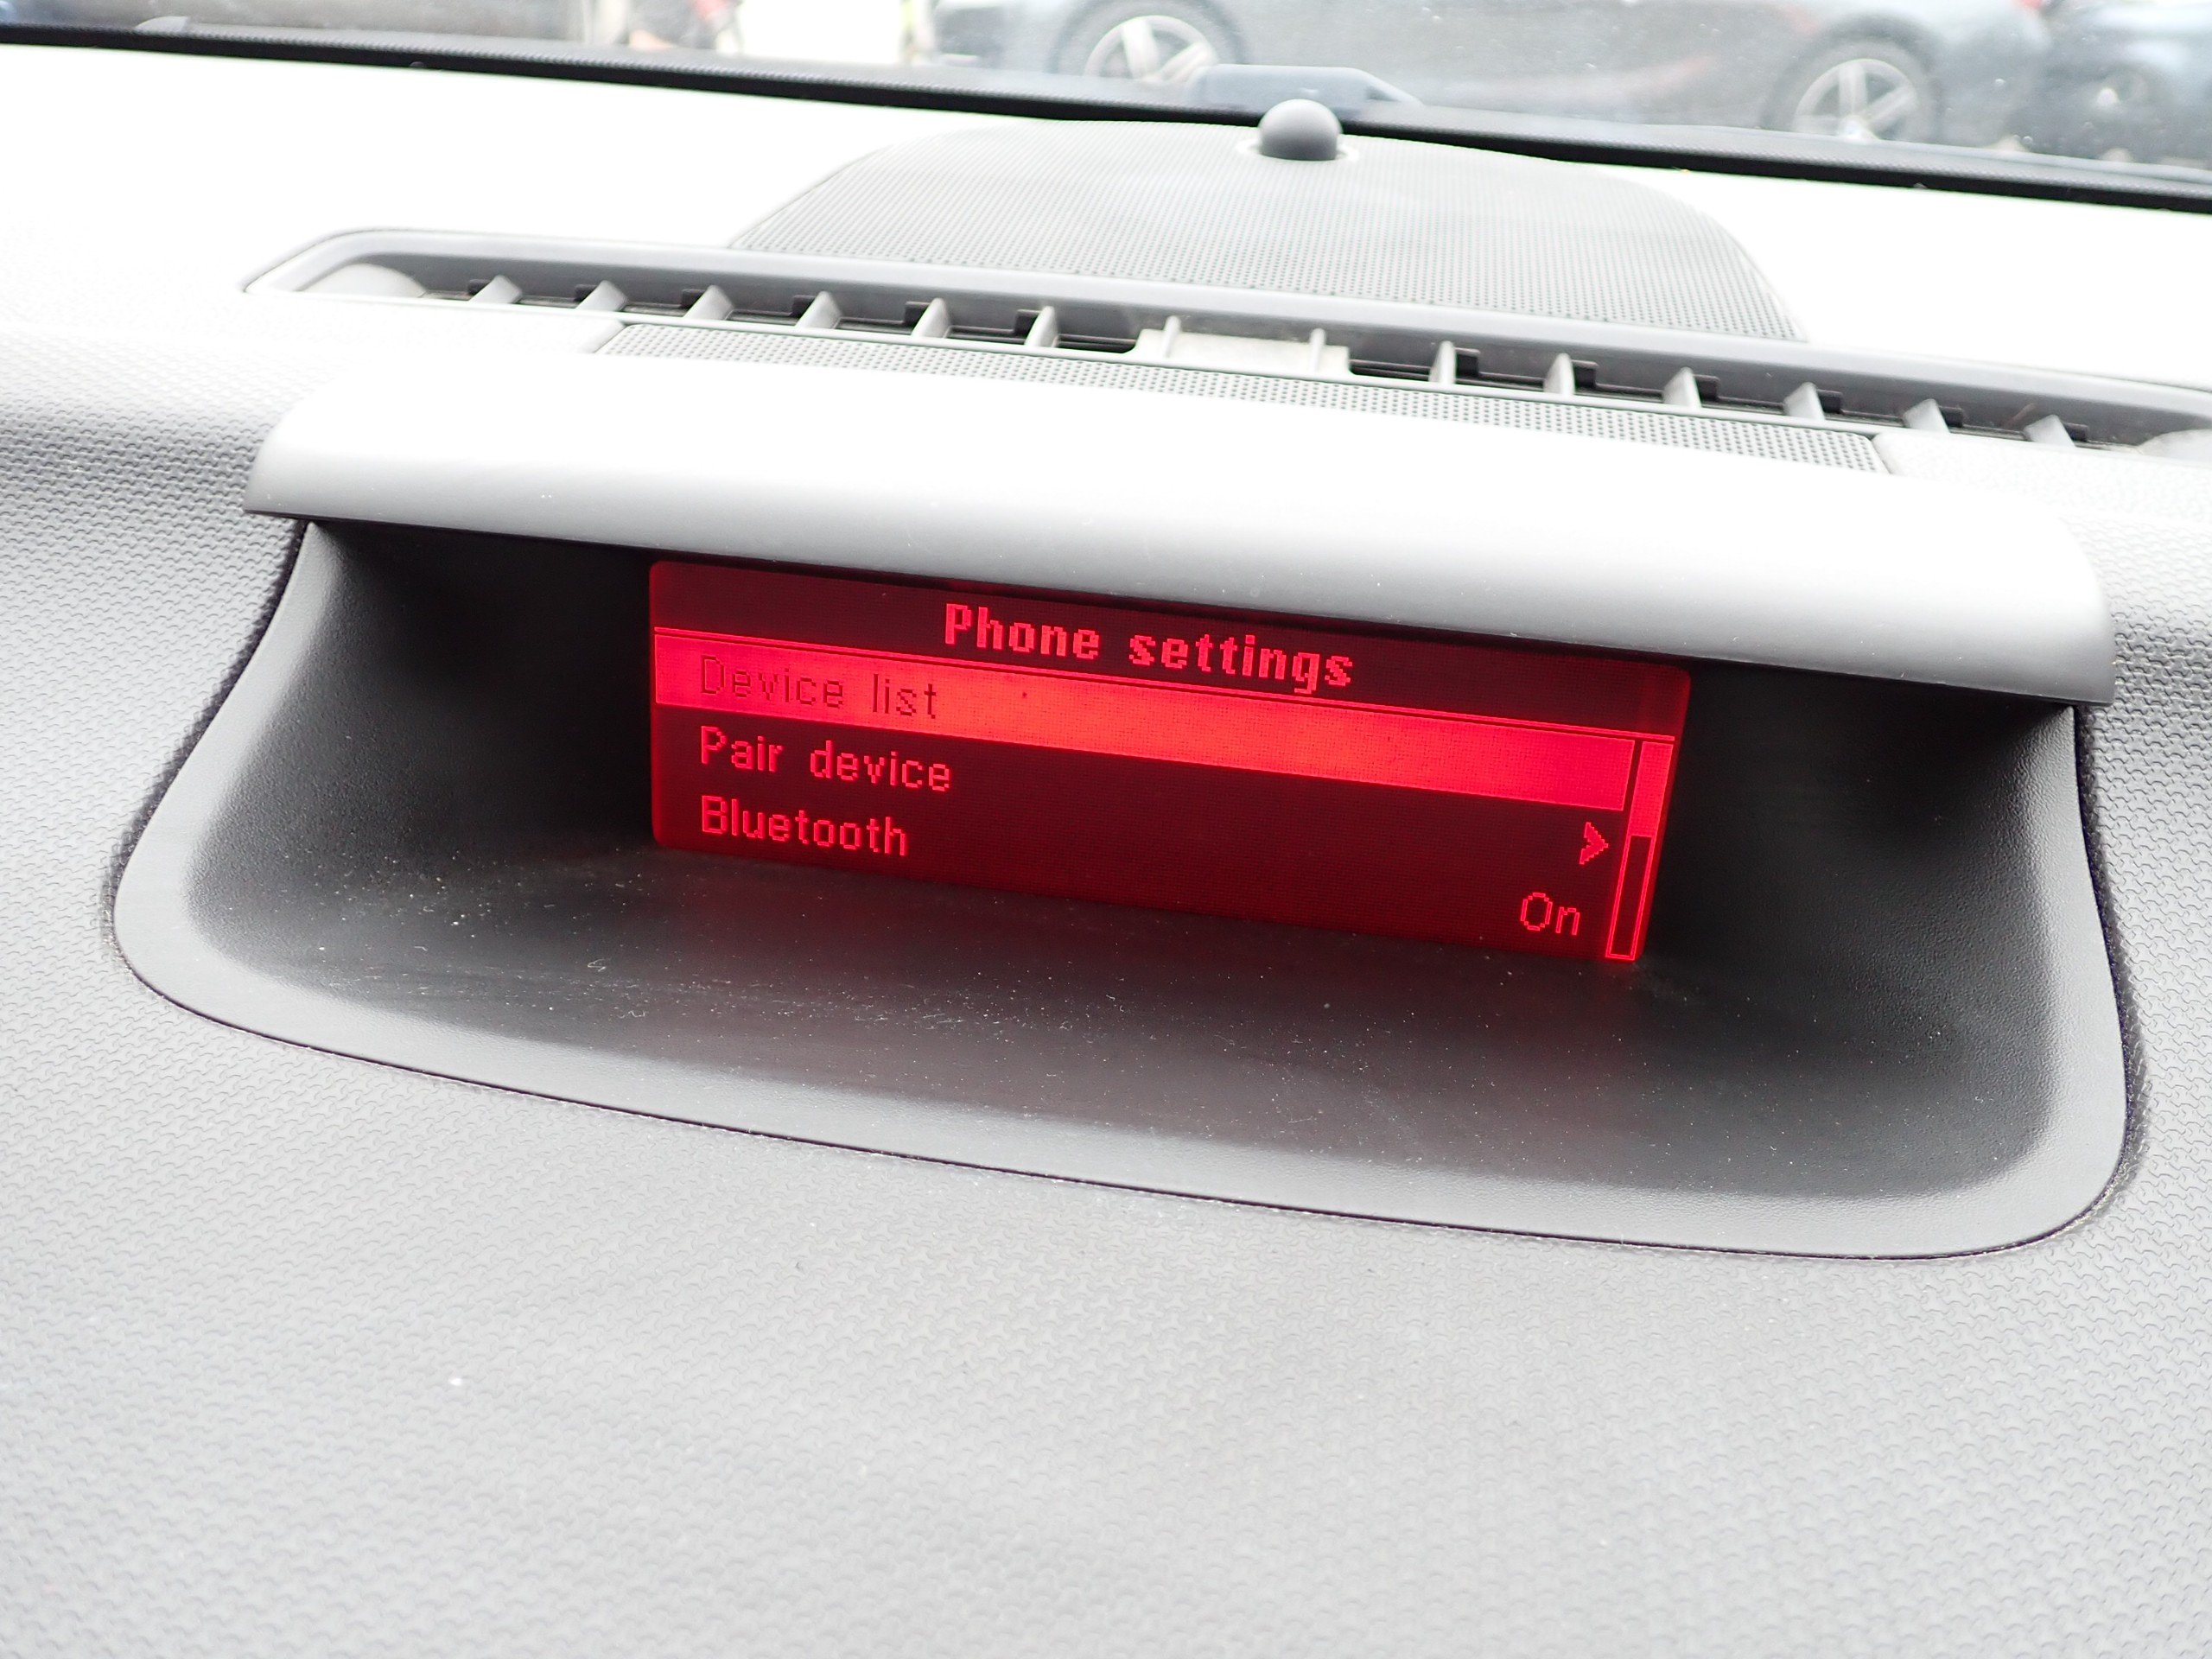 Phone settings
Device list
Pair device >
Bluetooth On